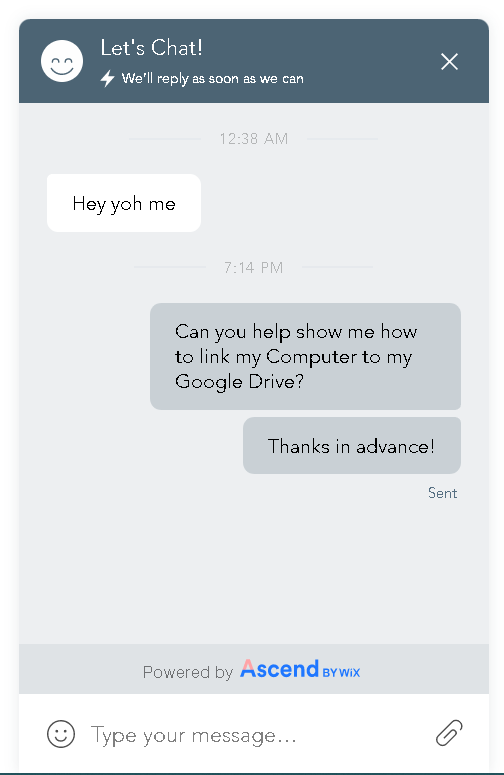 Let's Chat!
We'll reply as soon as we can
12:38 AM
Hey yoh me
7:14 PM
Can you help show me how
to link my Computer to my
Google Drive?
Thanks in advance!
Sent
Powered by Ascend BY WiX
Type your message...